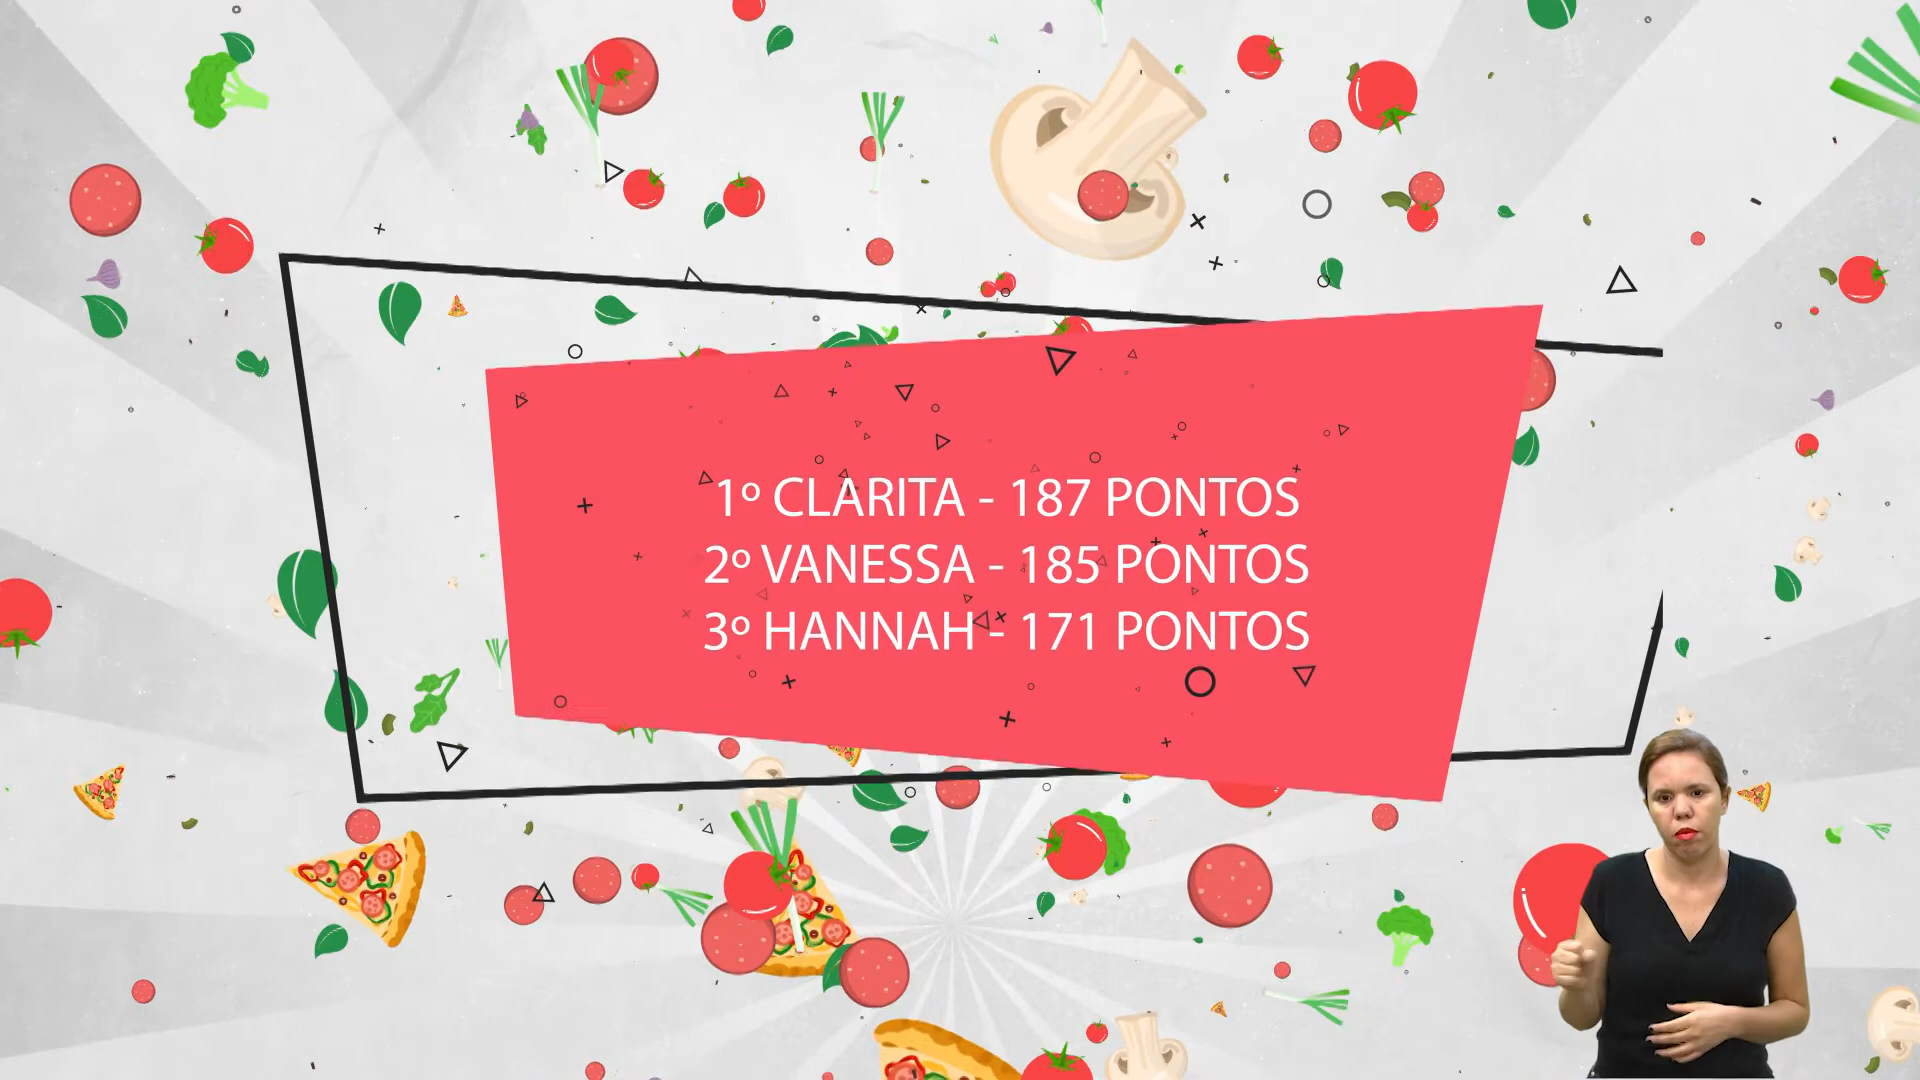 1º CLARITA - 187 PONTOS
2º VANESSA - 185 PONTOS
3º HANNAH - 171 PONTOS